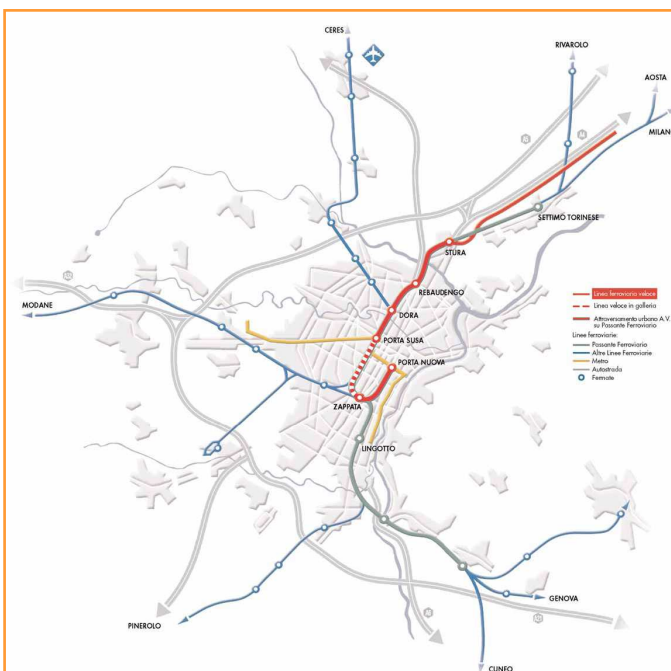 CERES
RIVAROLO
AOSTA
MILAN
SETTIMO TORINESE
STURA
REBAUDENGO
MODANE
DORA
PORTA SUSA
PORTA NUOVA
ZAPPATA
LINGOTTO
Linea ferroviaria veloce
Linea veloce in galleria
Attraversamento urbano A.V.
su Passante Ferroviario
Linee ferroviarie:
Passante Ferroviario
Altre Linee Ferroviarie
Metro
Autostrada
Fermate
GENOVA
PINEROLO
CUNEO